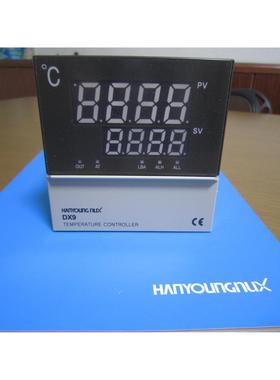 °C
8.8.8.8
PV
8.8.8.8
SV
OUT AT LBA ALH ALL
HANYOUNG NUX
DX9
TEMPERATURE CONTROLLER CE
HANYOUNGNUX